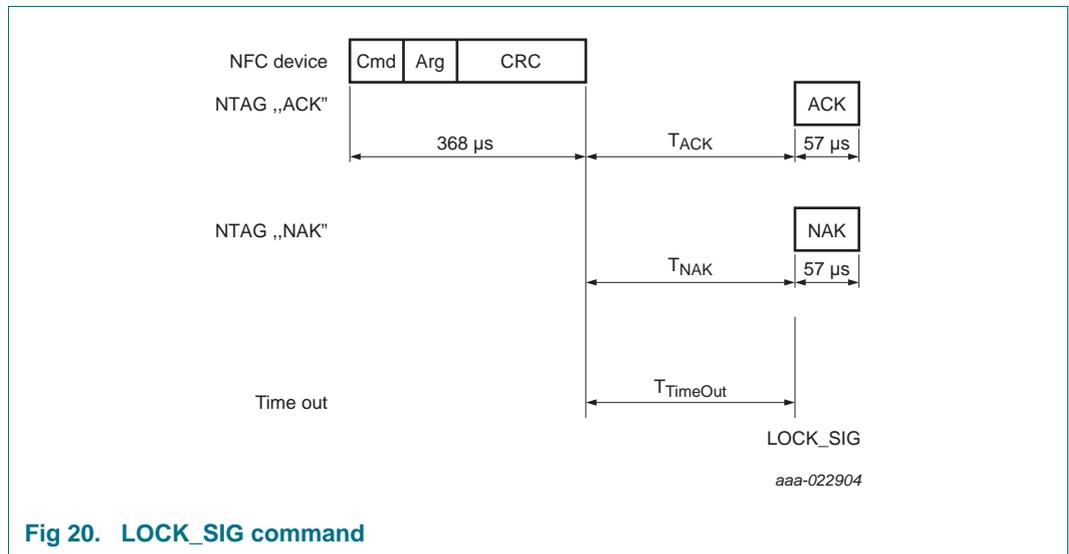 NFC device Cmd Arg CRC
NTAG ,,ACK” ACK
368 µs TACK 57 µs
NTAG ,,NAK” NAK
TNAK 57 µs
Time out TTimeOut
LOCK_SIG
aaa-022904
Fig 20. LOCK_SIG command